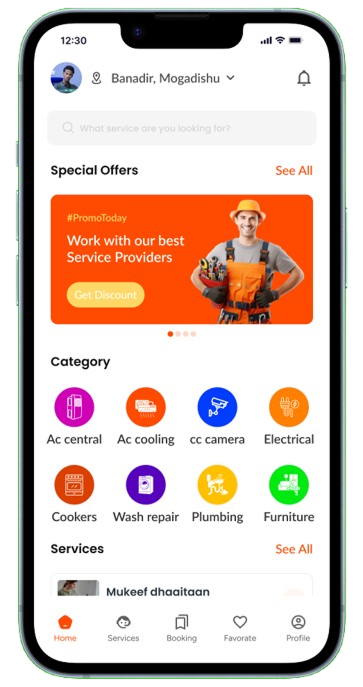 12:30
Banadir, Mogadishu
What service are you looking for?
Special Offers See All
#PromoToday
Work with our best
Service Providers
Get Discount
Category
Ac central Ac cooling cc camera Electrical
Cookers Wash repair Plumbing Furniture
Services See All
Mukeef dhaqitaan
Home Services Booking Favorate Profile